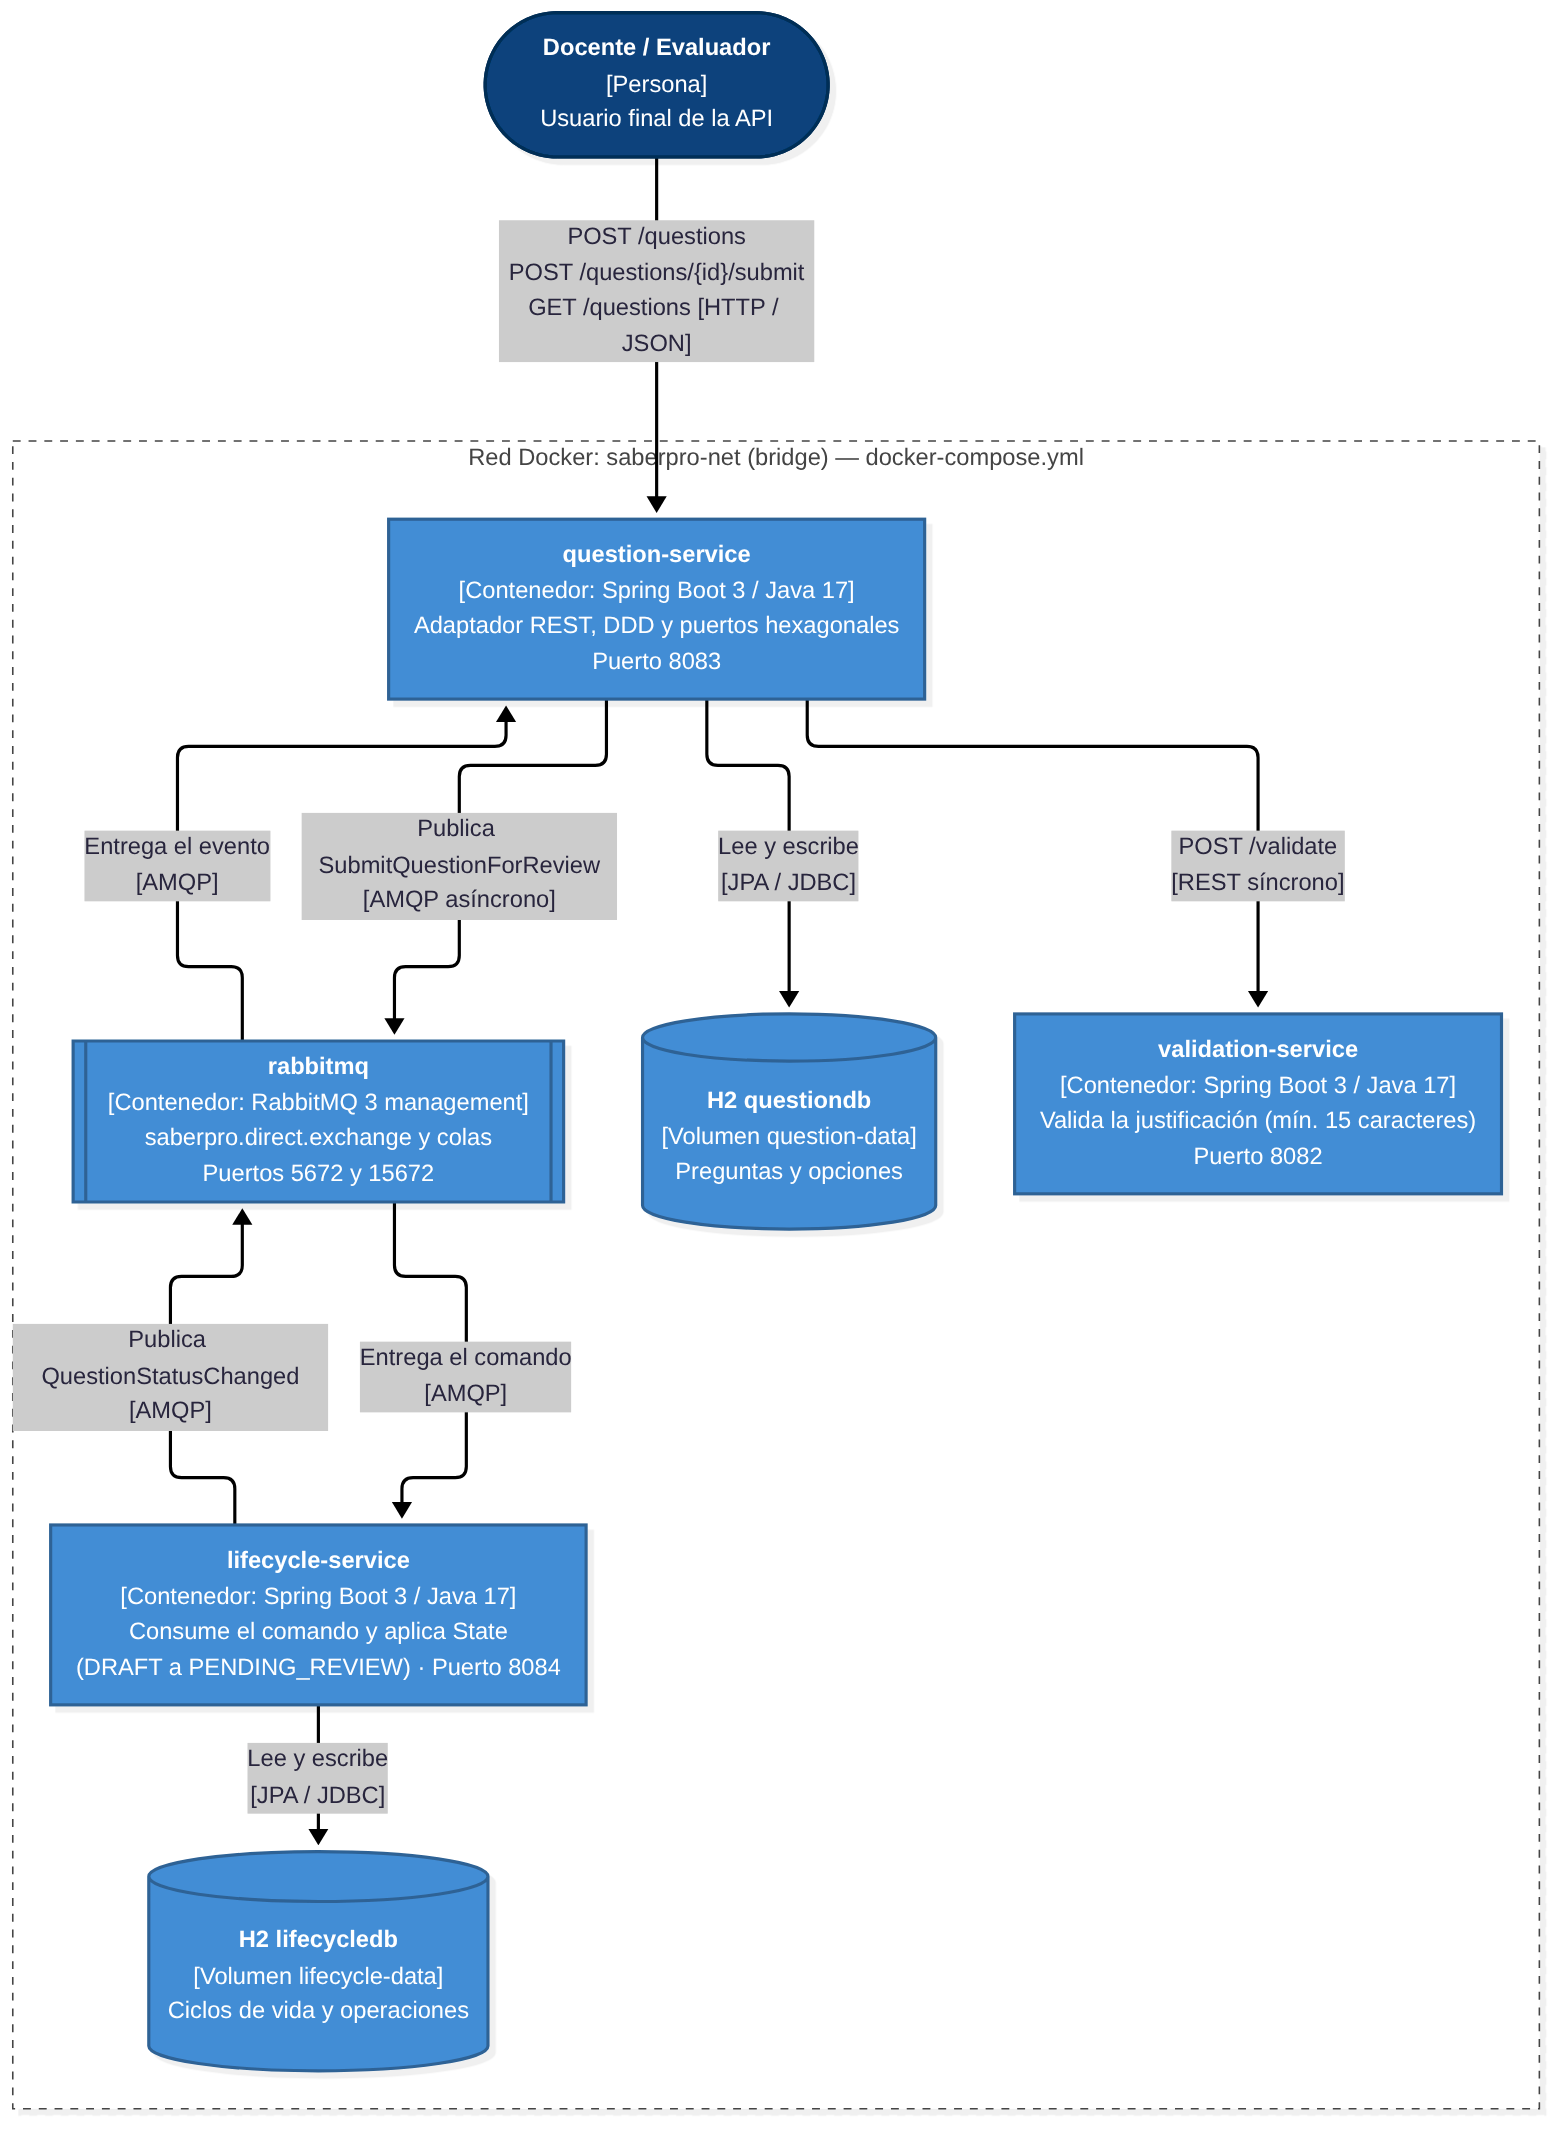 Docente / Evaluador
[Persona]
Usuario final de la API
POST /questions
POST /questions/{id}/submit
GET /questions [HTTP /
JSON]
Red Docker: saberpro-net (bridge) — docker-compose.yml
question-service
[Contenedor: Spring Boot 3 / Java 17]
Adaptador REST, DDD y puertos hexagonales
Puerto 8083
Entrega el evento
[AMQP]
Publica
SubmitQuestionForReview
[AMQP asíncrono]
Lee y escribe
[JPA / JDBC]
POST /validate
[REST síncrono]
rabbitmq
[Contenedor: RabbitMQ 3 management]
saberpro.direct.exchange y colas
Puertos 5672 y 15672
H2 questiondb
[Volumen question-data]
Preguntas y opciones
validation-service
[Contenedor: Spring Boot 3 / Java 17]
Valida la justificación (mín. 15 caracteres)
Puerto 8082
Publica
QuestionStatusChanged
[AMQP]
Entrega el comando
[AMQP]
lifecycle-service
[Contenedor: Spring Boot 3 / Java 17]
Consume el comando y aplica State
(DRAFT a PENDING_REVIEW) · Puerto 8084
Lee y escribe
[JPA / JDBC]
H2 lifecycledb
[Volumen lifecycle-data]
Ciclos de vida y operaciones